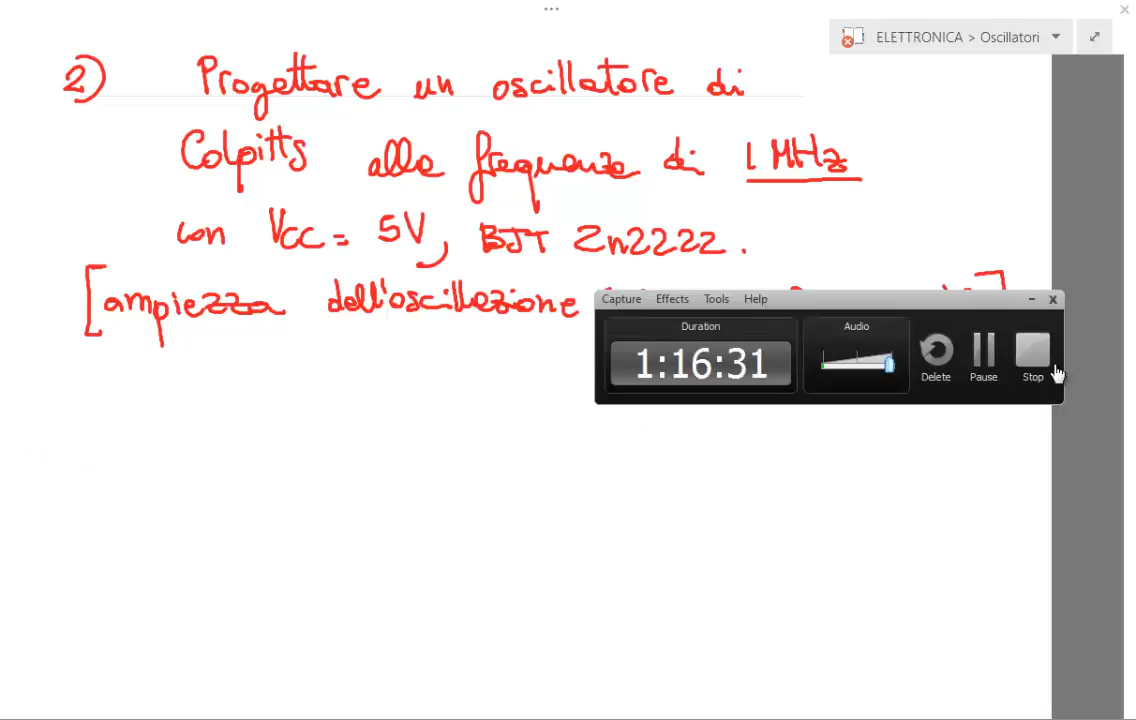 ELETTRONICA > Oscillatori
2) Progettare un oscillatore di
Colpitts alla frequenza di 1 MHz
con VCC = 5V, BJT 2n2222.
[ampiezza dell'oscillazione
Capture Effects Tools Help
Duration
Audio
1:16:31
Delete Pause Stop